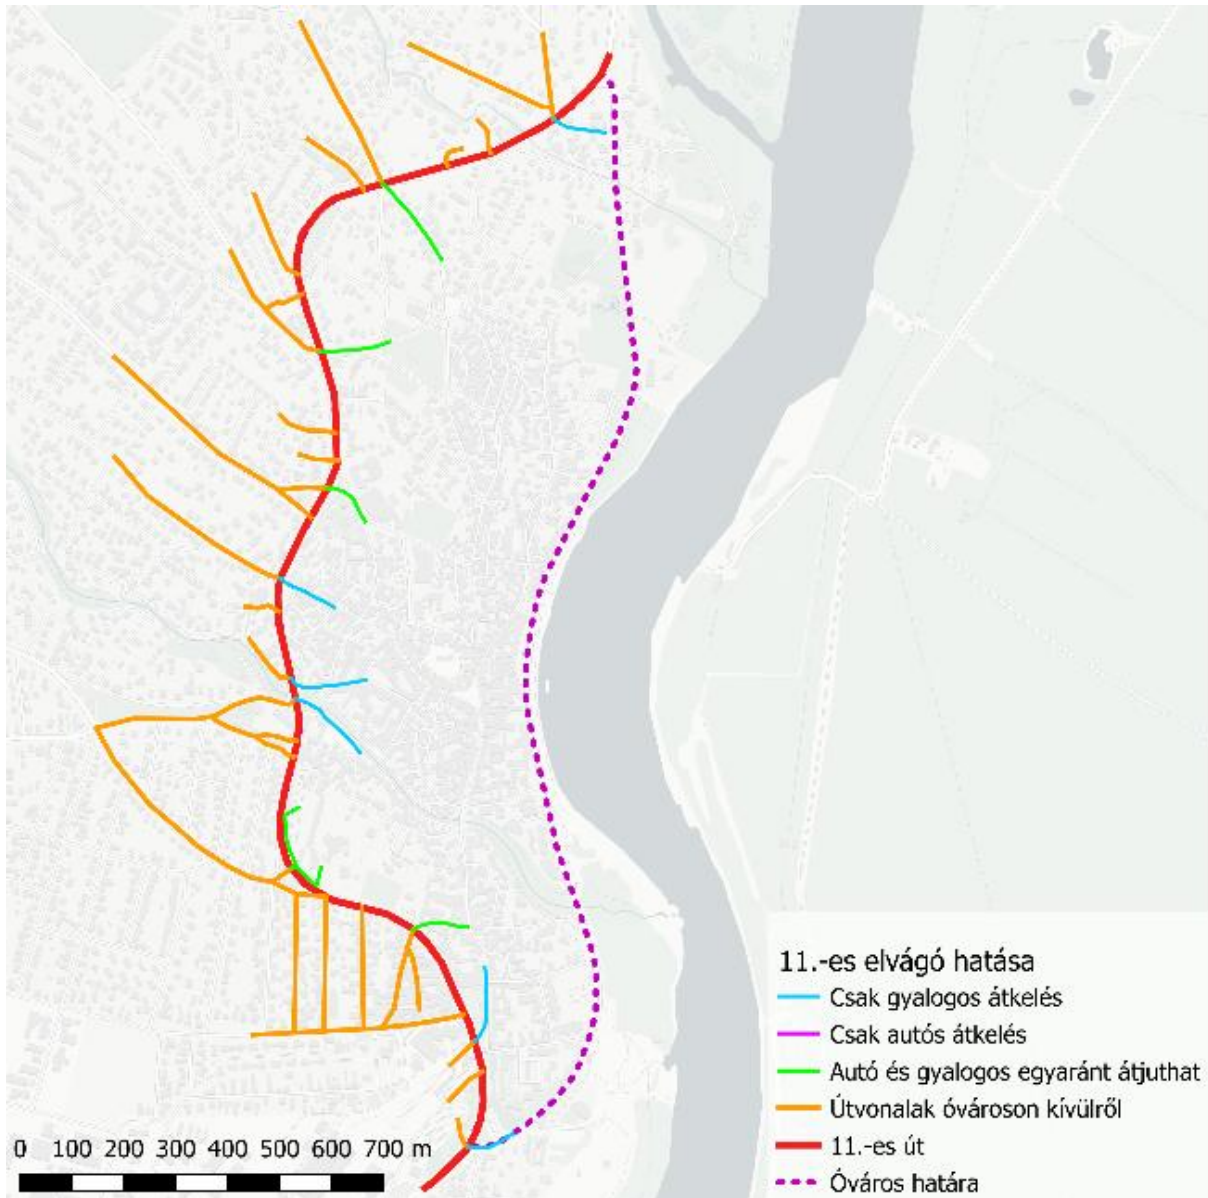 11.-es elvágó hatása
Csak gyalogos átkelés
Csak autós átkelés
Autó és gyalogos egyaránt átjuthat
Útvonalak óvároson kívülről
11.-es út
Óváros határa
0 100 200 300 400 500 600 700 m